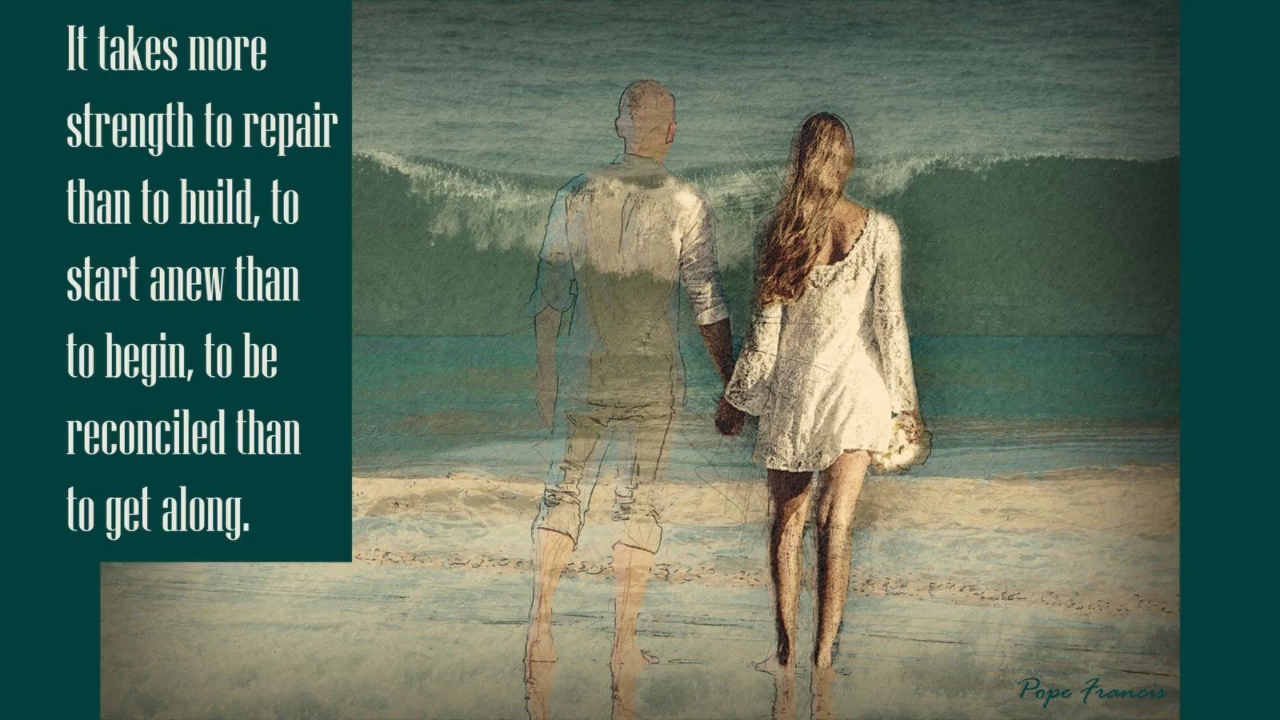 It takes more
strength to repair
than to build, to
start anew than
to begin, to be
reconciled than
to get along.
Pope Francis